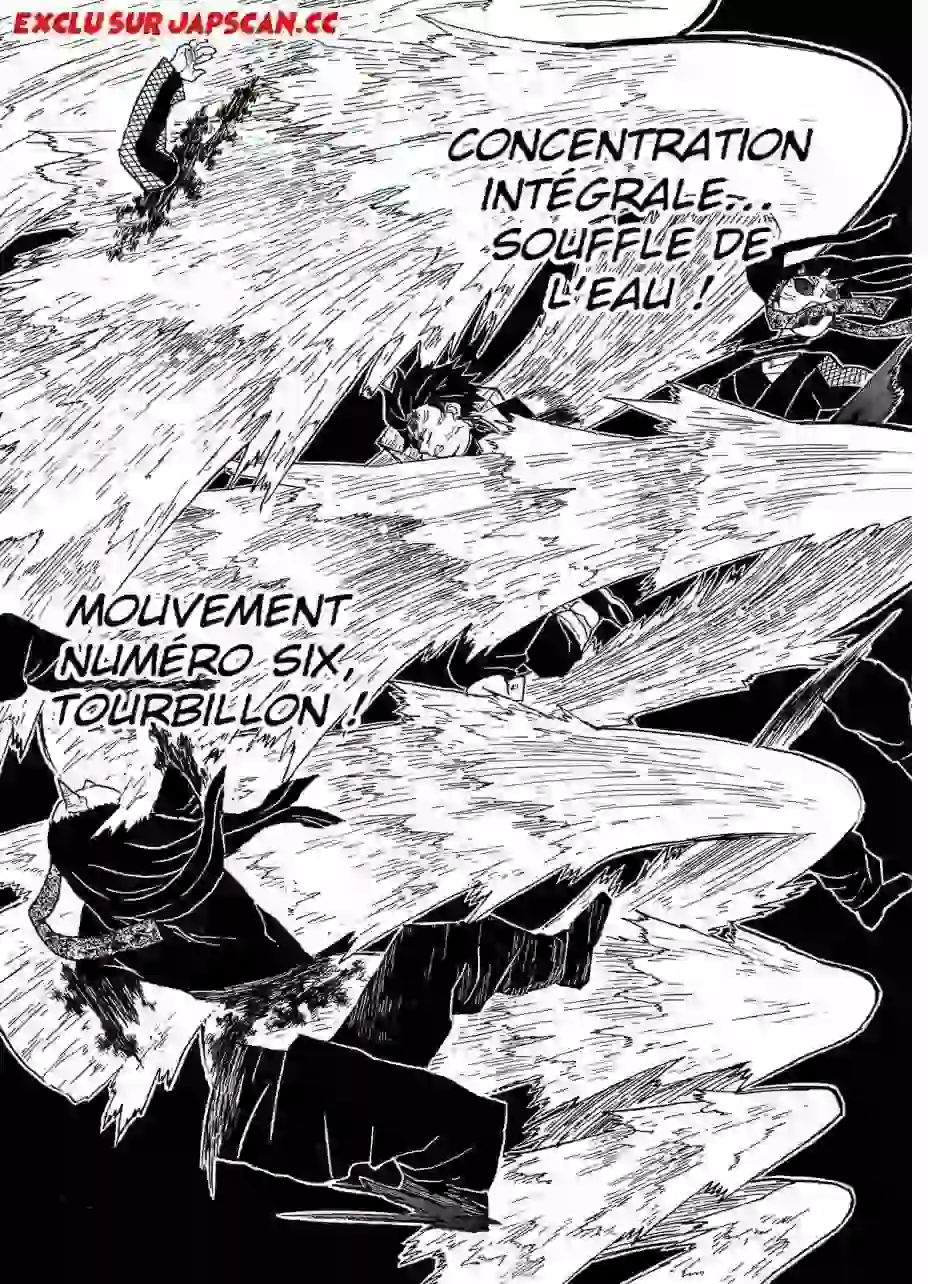 EXCLU SUR JAPSCAN.CC
CONCENTRATION
INTÉGRALE...
SOUFFLE DE
L'EAU !
MOUVEMENT
NUMÉRO SIX,
TOURBILLON !